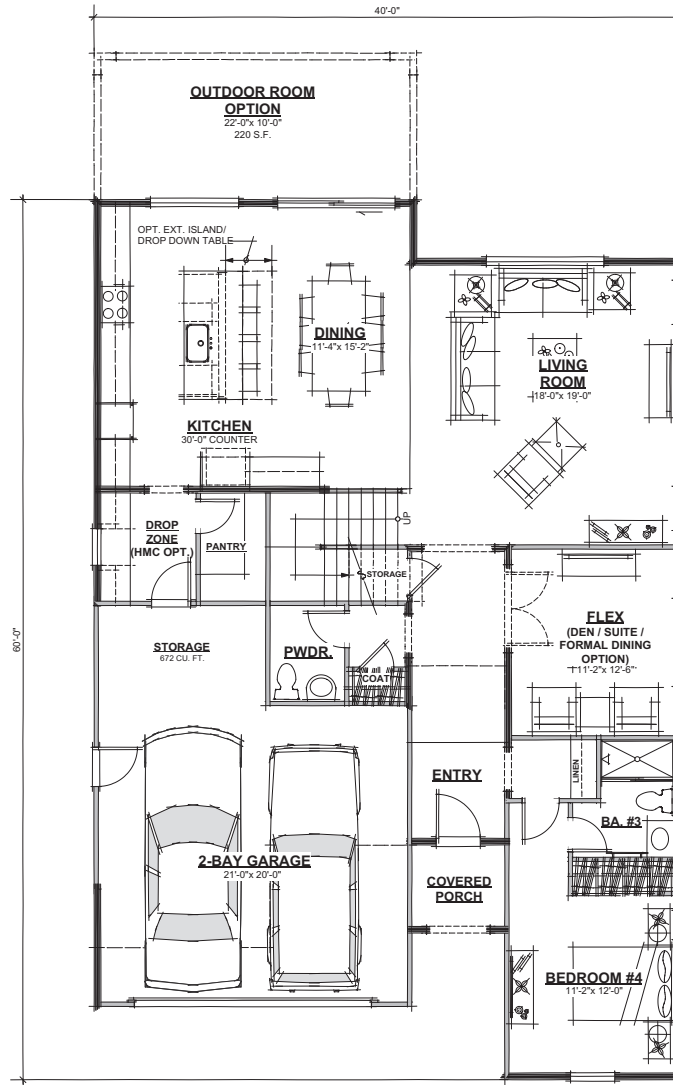 40'-0"
OUTDOOR ROOM
OPTION
22'-0"x 10'-0"
220 S.F.
OPT. EXT. ISLAND/
DROP DOWN TABLE
DINING
11'-4"x 15'-2"
LIVING
ROOM
18'-0"x 19'-0"
KITCHEN
30'-0" COUNTER
UP
DROP
ZONE
(HMC OPT.)
PANTRY
STORAGE
FLEX
(DEN / SUITE /
FORMAL DINING
OPTION)
11'-2"x 12'-6"
60'-0"
STORAGE
672 CU. FT.
PWDR.
COAT
ENTRY
LINEN
BA. #3
2-BAY GARAGE
21'-0"x 20'-0"
COVERED
PORCH
BEDROOM #4
11'-2"x 12'-0"